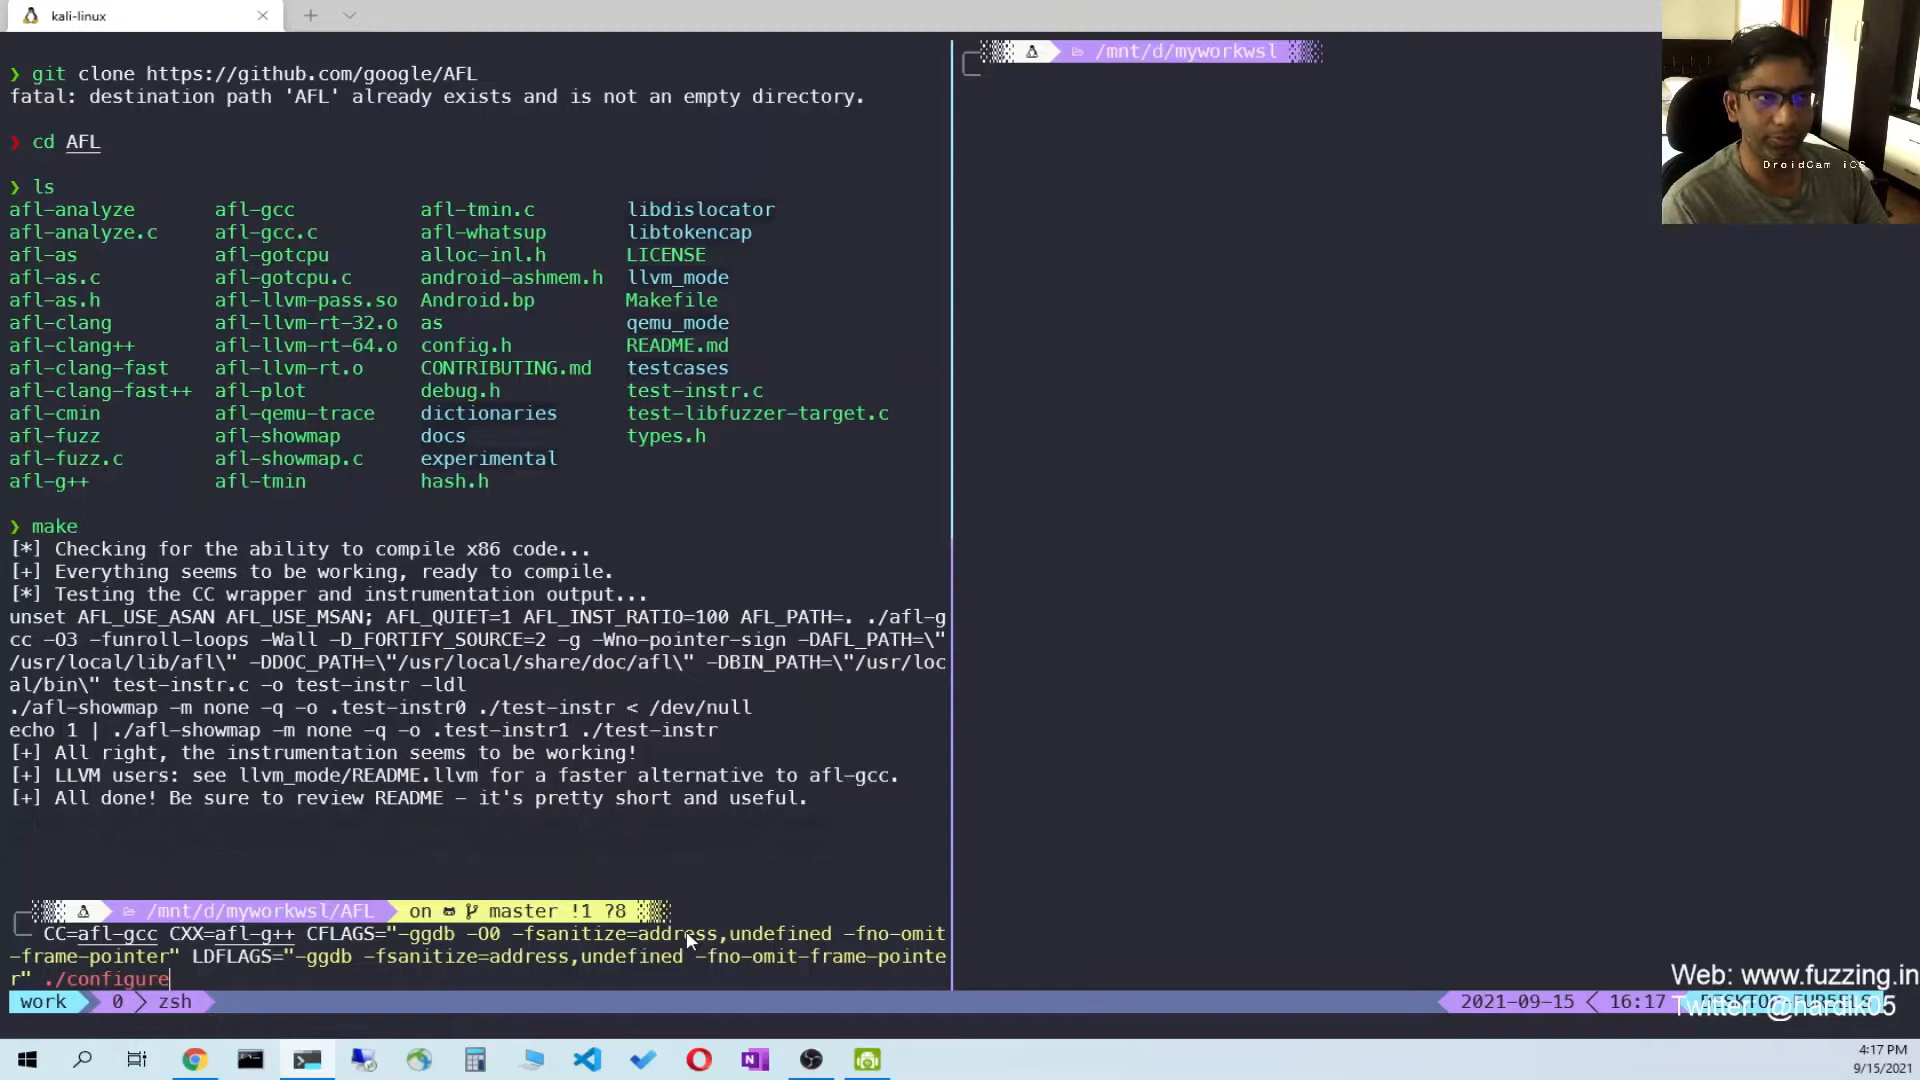 kali-linux
❯ git clone https://github.com/google/AFL
fatal: destination path 'AFL' already exists and is not an empty directory.
❯ cd AFL
❯ ls
afl-analyze afl-gcc afl-tmin.c libdislocator
afl-analyze.c afl-gcc.c afl-whatsup libtokencap
afl-as afl-gotcpu alloc-inl.h LICENSE
afl-as.c afl-gotcpu.c android-ashmem.h llvm_mode
afl-as.h afl-llvm-pass.so Android.bp Makefile
afl-clang afl-llvm-rt-32.o as qemu_mode
afl-clang++ afl-llvm-rt-64.o config.h README.md
afl-clang-fast afl-llvm-rt.o CONTRIBUTING.md testcases
afl-clang-fast++ afl-plot debug.h test-instr.c
afl-cmin afl-qemu-trace dictionaries test-libfuzzer-target.c
afl-fuzz afl-showmap docs types.h
afl-fuzz.c afl-showmap.c experimental
afl-g++ afl-tmin hash.h
❯ make
[*] Checking for the ability to compile x86 code...
[+] Everything seems to be working, ready to compile.
[*] Testing the CC wrapper and instrumentation output...
unset AFL_USE_ASAN AFL_USE_MSAN; AFL_QUIET=1 AFL_INST_RATIO=100 AFL_PATH=. ./afl-g
cc -O3 -funroll-loops -Wall -D_FORTIFY_SOURCE=2 -g -Wno-pointer-sign -DAFL_PATH=\"
/usr/local/lib/afl\" -DDOC_PATH=\"/usr/local/share/doc/afl\" -DBIN_PATH=\"/usr/loc
al/bin\" test-instr.c -o test-instr -ldl
./afl-showmap -m none -q -o .test-instr0 ./test-instr < /dev/null
echo 1 | ./afl-showmap -m none -q -o .test-instr1 ./test-instr
[+] All right, the instrumentation seems to be working!
[+] LLVM users: see llvm_mode/README.llvm for a faster alternative to afl-gcc.
[+] All done! Be sure to review README - it's pretty short and useful.
/mnt/d/myworkwsl/AFL on master !1 ?8
CC=afl-gcc CXX=afl-g++ CFLAGS="-ggdb -O0 -fsanitize=address,undefined -fno-omit
-frame-pointer" LDFLAGS="-ggdb -fsanitize=address,undefined -fno-omit-frame-pointe
r" ./configure
work 0 zsh
/mnt/d/myworkwsl
DroidCam iOS
Web: www.fuzzing.in
2021-09-15 16:17
Twitter: @hardik05
4:17 PM
9/15/2021